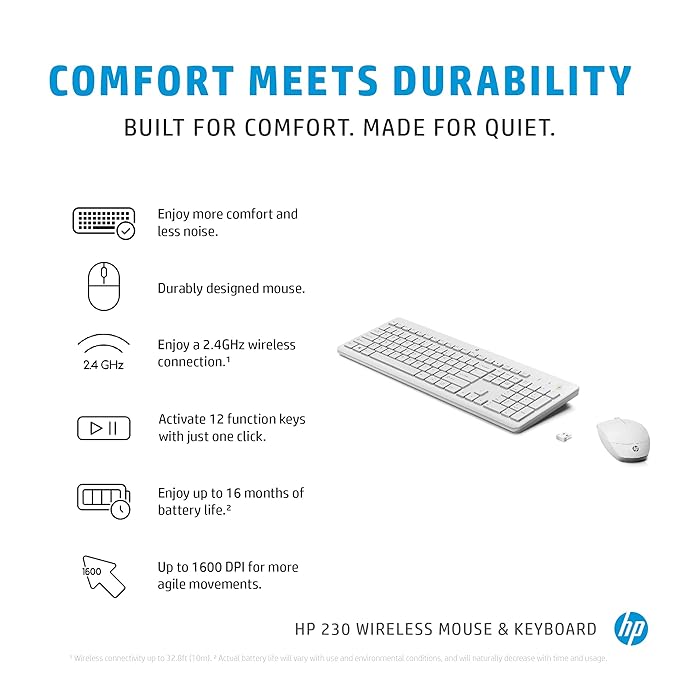 COMFORT MEETS DURABILITY
BUILT FOR COMFORT. MADE FOR QUIET.
Enjoy more comfort and
less noise.
Durably designed mouse.
2.4 GHz
Enjoy a 2.4GHz wireless
connection.¹
Activate 12 function keys
with just one click.
Enjoy up to 16 months of
battery life.²
1600
Up to 1600 DPI for more
agile movements.
HP 230 WIRELESS MOUSE & KEYBOARD
hp
¹ Wireless connectivity up to 32.8ft (10m). ² Actual battery life will vary with use and environmental conditions, and will naturally decrease with time and usage.